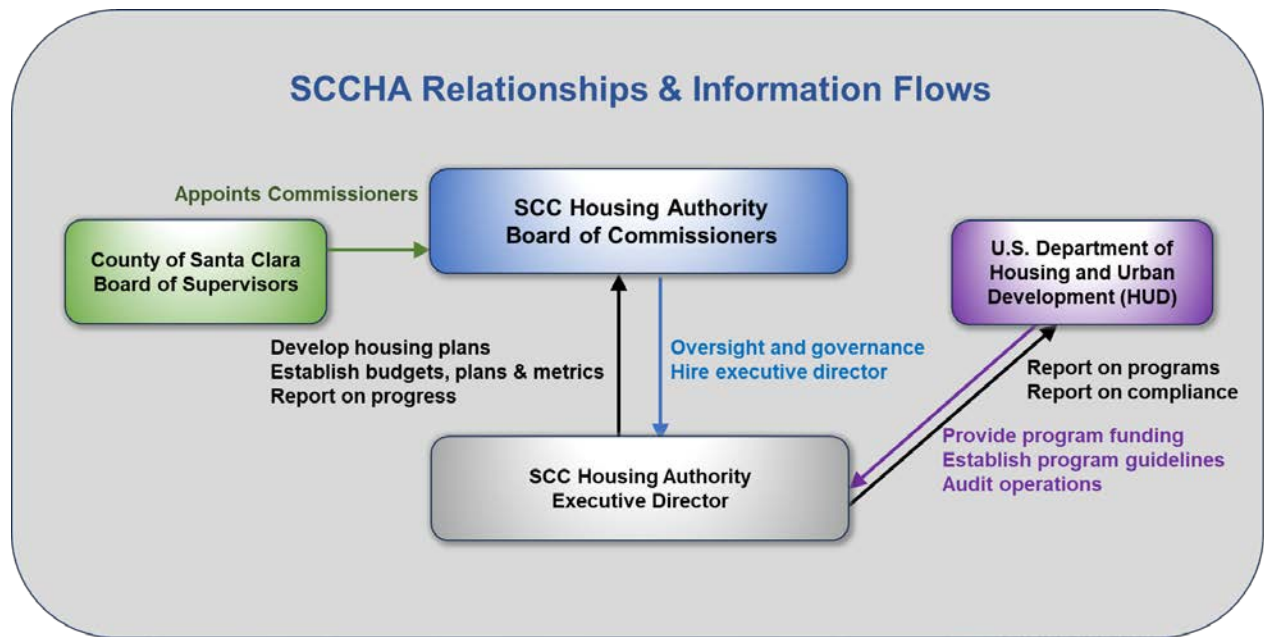 SCCHA Relationships & Information Flows
Appoints Commissioners
SCC Housing Authority
Board of Commissioners
County of Santa Clara
Board of Supervisors
U.S. Department of
Housing and Urban
Development (HUD)
Develop housing plans
Establish budgets, plans & metrics
Report on progress
Oversight and governance
Hire executive director
Report on programs
Report on compliance
Provide program funding
Establish program guidelines
Audit operations
SCC Housing Authority
Executive Director